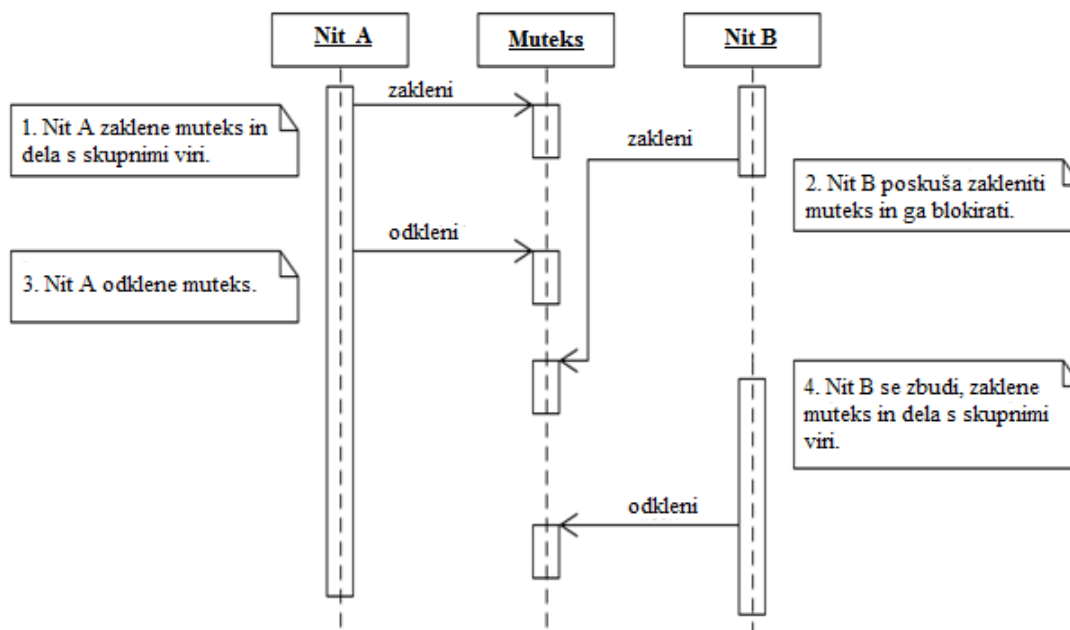 Nit A
Muteks
Nit B
zakleni
1. Nit A zaklene muteks in
dela s skupnimi viri.
zakleni
2. Nit B poskuša zakleniti
muteks in ga blokirati.
odkleni
3. Nit A odklene muteks.
4. Nit B se zbudi, zaklene
muteks in dela s skupnimi
viri.
odkleni